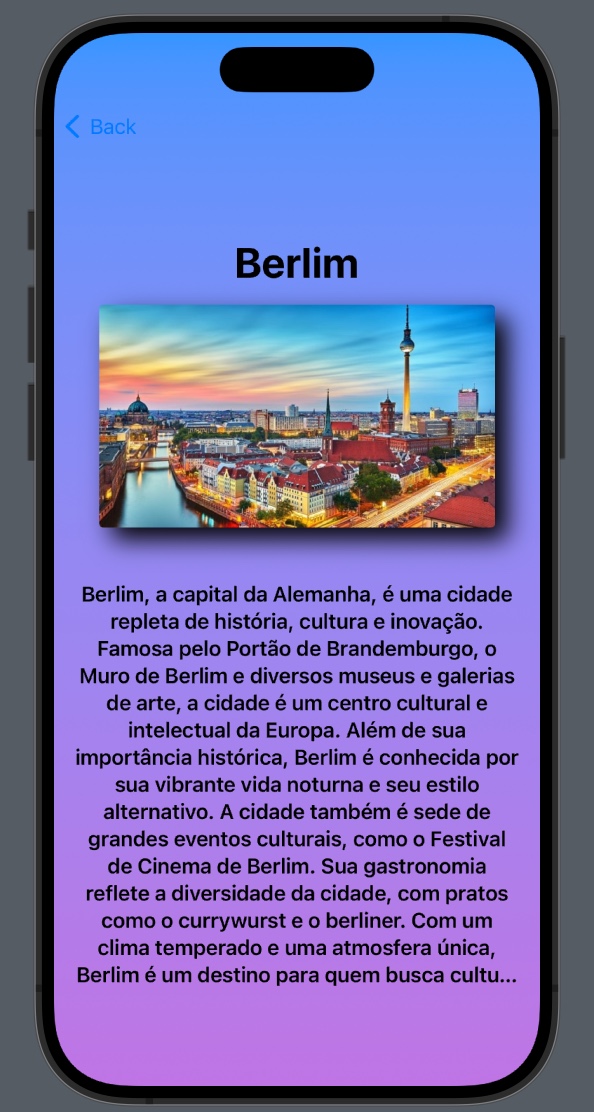 Back
Berlim
Berlim, a capital da Alemanha, é uma cidade
repleta de história, cultura e inovação.
Famosa pelo Portão de Brandemburgo, o
Muro de Berlim e diversos museus e galerias
de arte, a cidade é um centro cultural e
intelectual da Europa. Além de sua
importância histórica, Berlim é conhecida por
sua vibrante vida noturna e seu estilo
alternativo. A cidade também é sede de
grandes eventos culturais, como o Festival
de Cinema de Berlim. Sua gastronomia
reflete a diversidade da cidade, com pratos
como o currywurst e o berliner. Com um
clima temperado e uma atmosfera única,
Berlim é um destino para quem busca cultu...